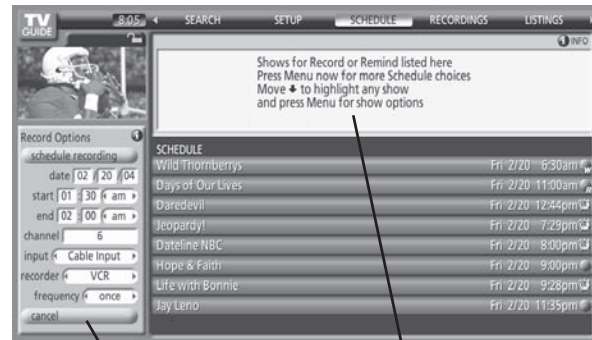 TV
GUIDE
8:05
SEARCH SETUP SCHEDULE RECORDINGS LISTINGS
INFO
Shows for Record or Remind listed here
Press Menu now for more Schedule choices
Move to highlight any show
and press Menu for show options
Record Options
schedule recording
date 02 / 20 / 04
start 01 : 30 am
end 02 : 00 am
channel 6
input Cable Input
recorder VCR
frequency once
cancel
SCHEDULE
Wild Thornberrys Fri 2/20 6:30am
Days of Our Lives Fri 2/20 11:00am
Daredevil Fri 2/20 12:44pm
Jeopardy! Fri 2/20 7:29pm
Dateline NBC Fri 2/20 8:00pm
Hope & Faith Fri 2/20 9:00pm
Life with Bonnie Fri 2/20 9:28pm
Jay Leno Fri 2/20 11:35pm